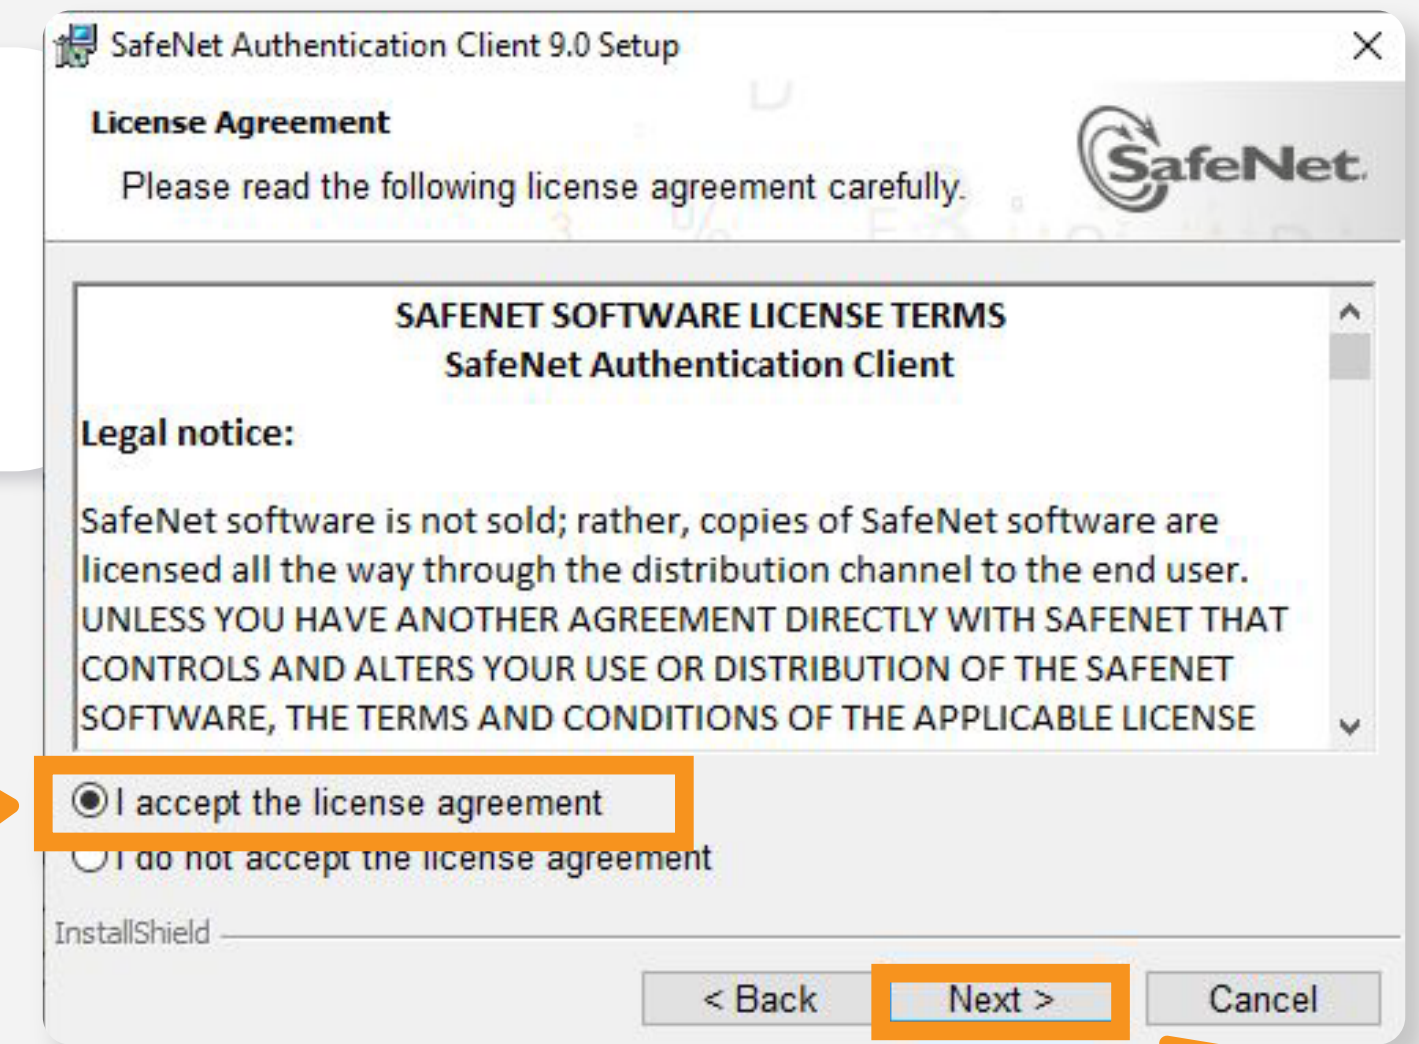 SafeNet Authentication Client 9.0 Setup
License Agreement
Please read the following license agreement carefully.
SafeNet.
SAFENET SOFTWARE LICENSE TERMS
SafeNet Authentication Client
Legal notice:
SafeNet software is not sold; rather, copies of SafeNet software are
licensed all the way through the distribution channel to the end user.
UNLESS YOU HAVE ANOTHER AGREEMENT DIRECTLY WITH SAFENET THAT
CONTROLS AND ALTERS YOUR USE OR DISTRIBUTION OF THE SAFENET
SOFTWARE, THE TERMS AND CONDITIONS OF THE APPLICABLE LICENSE
I accept the license agreement
I do not accept the license agreement
InstallShield
< Back
Next >
Cancel